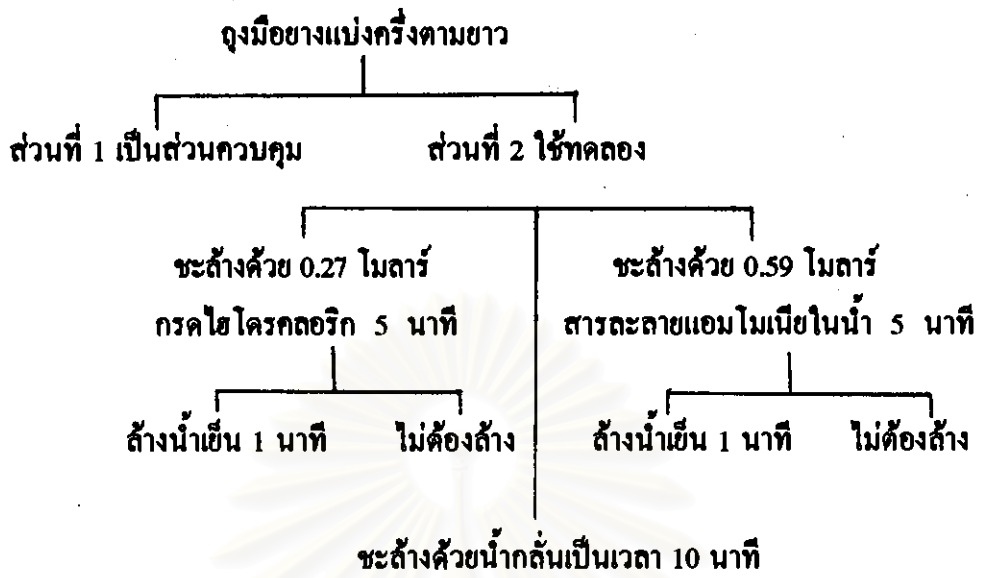 ถุงมือยางแบ่งครึ่งตามยาว
ส่วนที่ 1 เป็นส่วนควบคุม ส่วนที่ 2 ใช้ทดลอง
ชะล้างด้วย 0.27 โมลาร์ ชะล้างด้วย 0.59 โมลาร์
กรดไฮโดรคลอริก 5 นาที สารละลายแอมโมเนียในน้ำ 5 นาที
ล้างน้ำเย็น 1 นาที ไม่ต้องล้าง ล้างน้ำเย็น 1 นาที ไม่ต้องล้าง
ชะล้างด้วยน้ำกลั่นเป็นเวลา 10 นาที